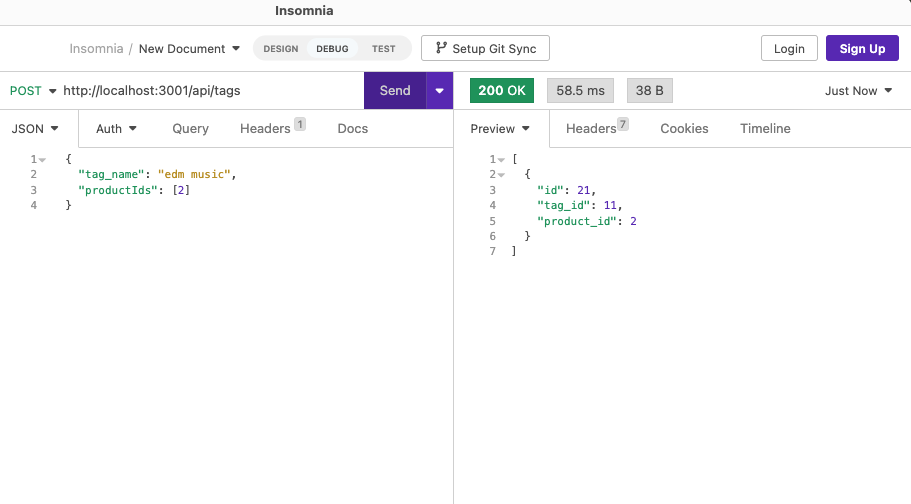 Insomnia
Insomnia / New Document DESIGN DEBUG TEST Setup Git Sync Login Sign Up
POST http://localhost:3001/api/tags Send 200 OK 58.5 ms 38 B Just Now
JSON Auth Query Headers 1 Docs Preview Headers 7 Cookies Timeline
1 {
2 "tag_name": "edm music",
3 "productIds": [2]
4 }
1 [
2 {
3 "id": 21,
4 "tag_id": 11,
5 "product_id": 2
6 }
7 ]